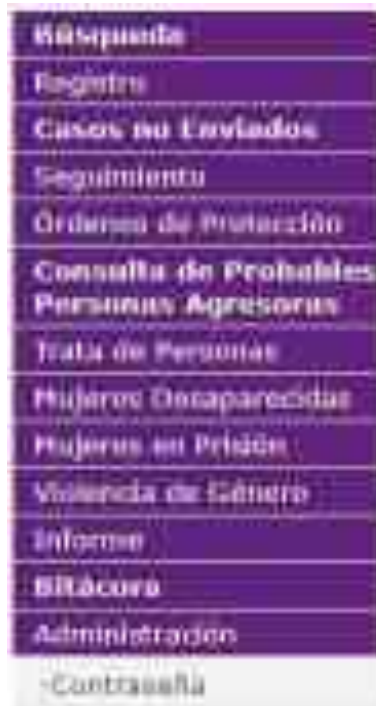 Búsqueda
Registro
Casos no Enviados
Seguimiento
Órdenes de Protección
Consulta de Probables
Personas Agresoras
Trata de Personas
Mujeres Desaparecidas
Mujeres en Prisión
Violencia de Género
Informe
Bitácora
Administración
-Contraseña